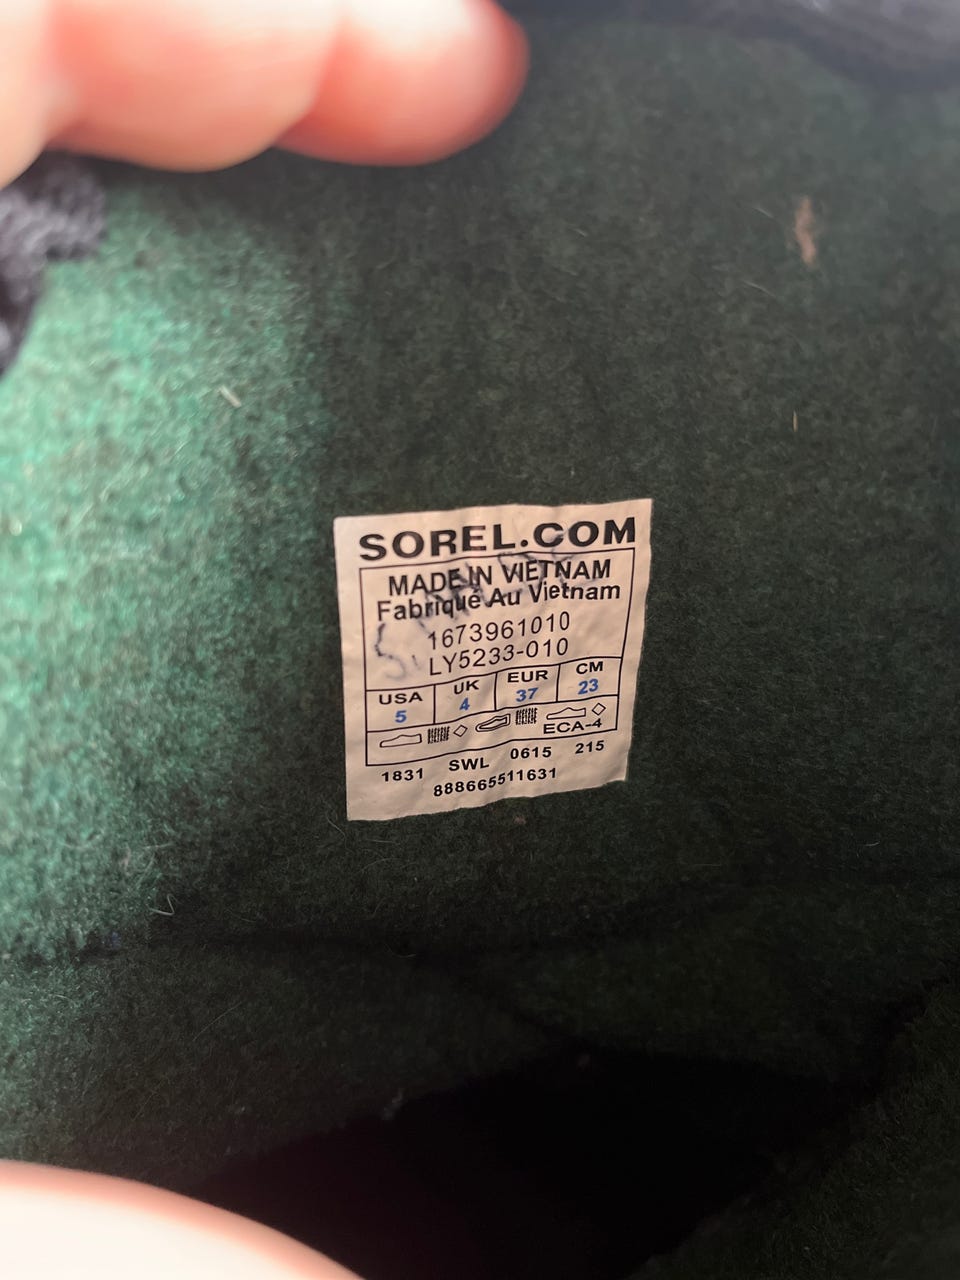 SOREL.COM
MADE IN VIETNAM
Fabriqué Au Vietnam
1673961010
LY5233-010
USA UK EUR CM
5 4 37 23
ECA-4
1831 SWL 0615 215
888665511631